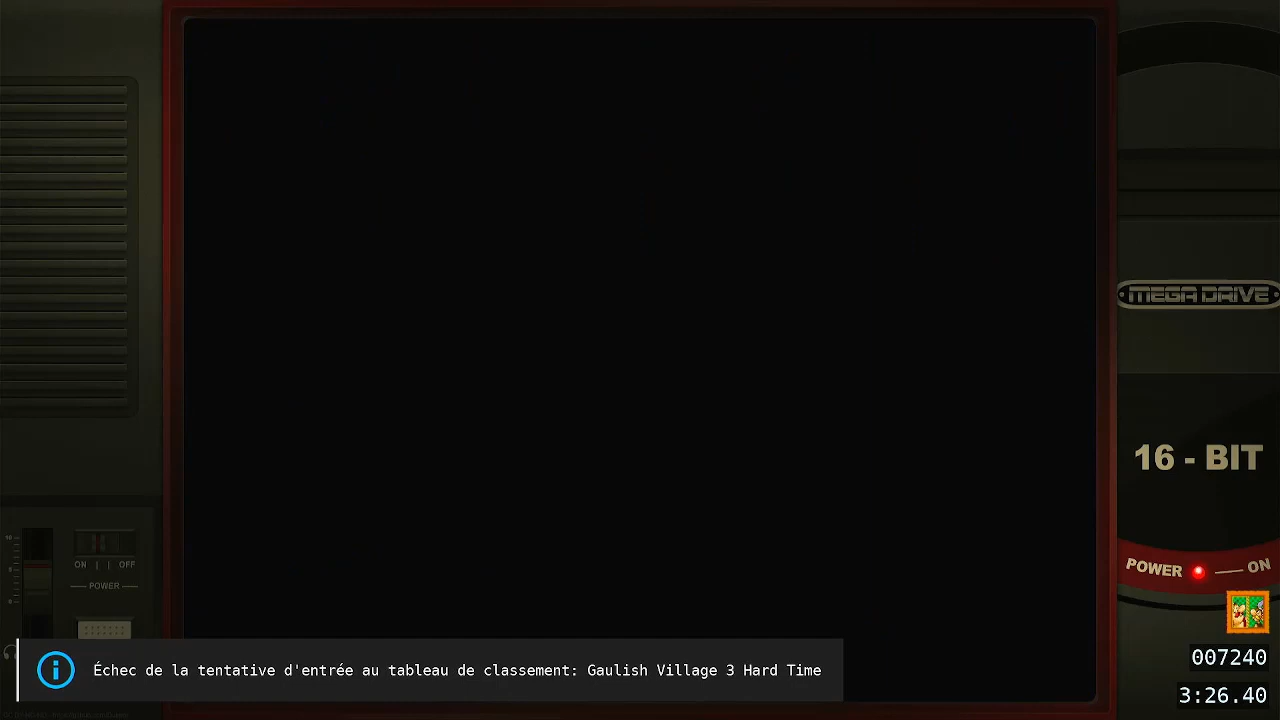 MEGA DRIVE
16 - BIT
POWER ON
ON | | OFF
POWER
Échec de la tentative d'entrée au tableau de classement: Gaulish Village 3 Hard Time
007240
3:26.40